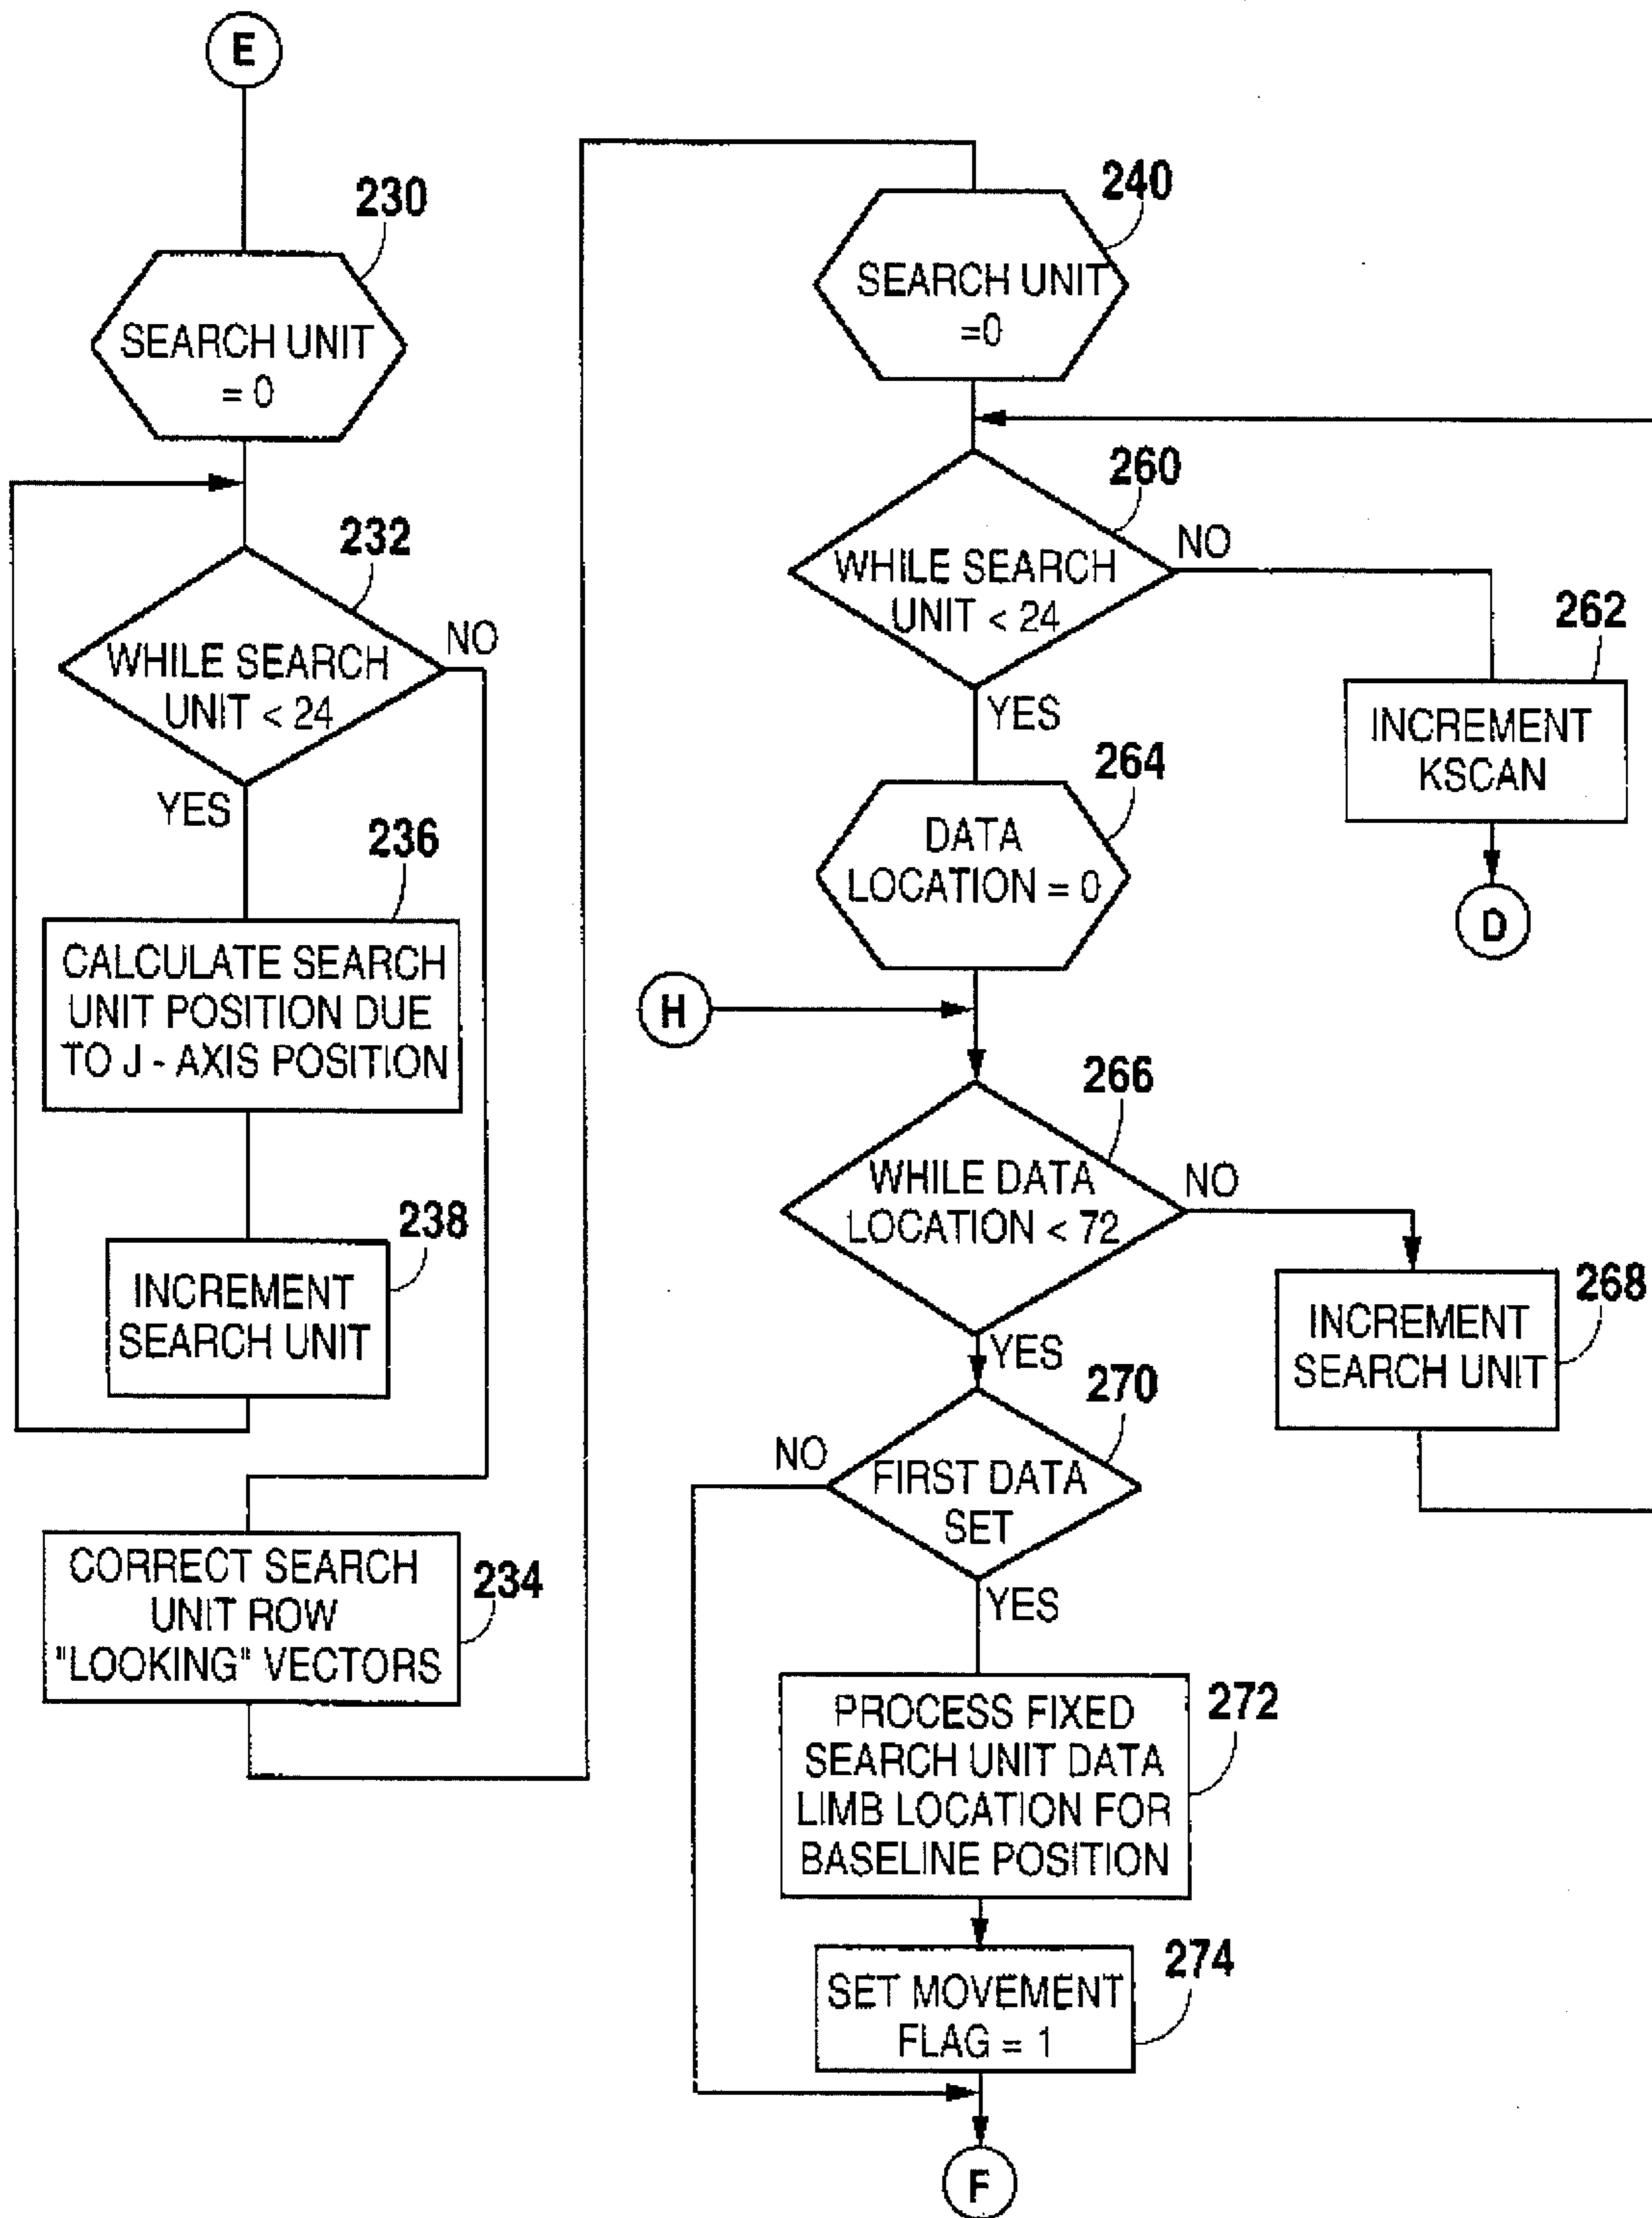 E
230
SEARCH UNIT
= 0
232
WHILE SEARCH
UNIT < 24
NO
YES
236
CALCULATE SEARCH
UNIT POSITION DUE
TO J - AXIS POSITION
238
INCREMENT
SEARCH UNIT
CORRECT SEARCH
UNIT ROW
"LOOKING" VECTORS
234
240
SEARCH UNIT
=0
260
WHILE SEARCH
UNIT < 24
NO
YES
262
INCREMENT
KSCAN
D
264
DATA
LOCATION = 0
H
266
WHILE DATA
LOCATION < 72
NO
YES
268
INCREMENT
SEARCH UNIT
270
FIRST DATA
SET
NO
YES
272
PROCESS FIXED
SEARCH UNIT DATA
LIMB LOCATION FOR
BASELINE POSITION
274
SET MOVEMENT
FLAG = 1
F